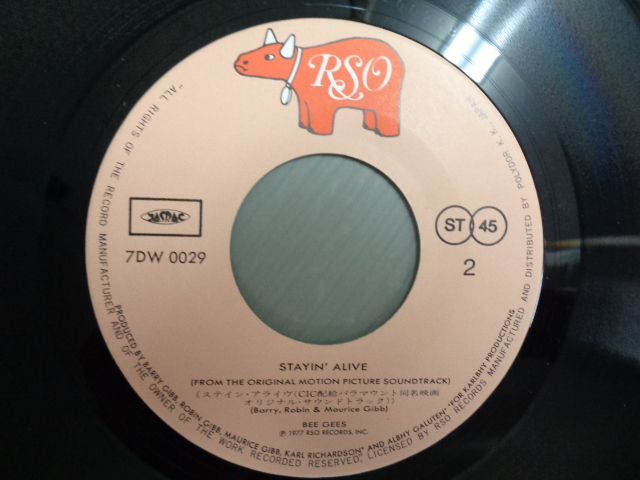 RSO
JASRAC
7DW 0029
ST 45
2
STAYIN' ALIVE
(FROM THE ORIGINAL MOTION PICTURE SOUNDTRACK)
(ステイン・アライヴ(CIC配給パラマウント同名映画
オリジナル・サウンドトラック))
(Barry, Robin & Maurice Gibb)
BEE GEES
℗ 1977 RSO RECORDS, INC.
PRODUCED BY BARRY GIBB, ROBIN GIBB, MAURICE GIBB, KARL RICHARDSON* AND ALBHY GALUTEN* *FOR KARLBHY PRODUCTIONS
"ALL RIGHTS OF THE RECORD MANUFACTURER AND OF THE OWNER OF THE WORK RECORDED RESERVED, LICENSED BY RSO RECORDS MANUFACTURED AND DISTRIBUTED BY POLYDOR K. K. JAPAN